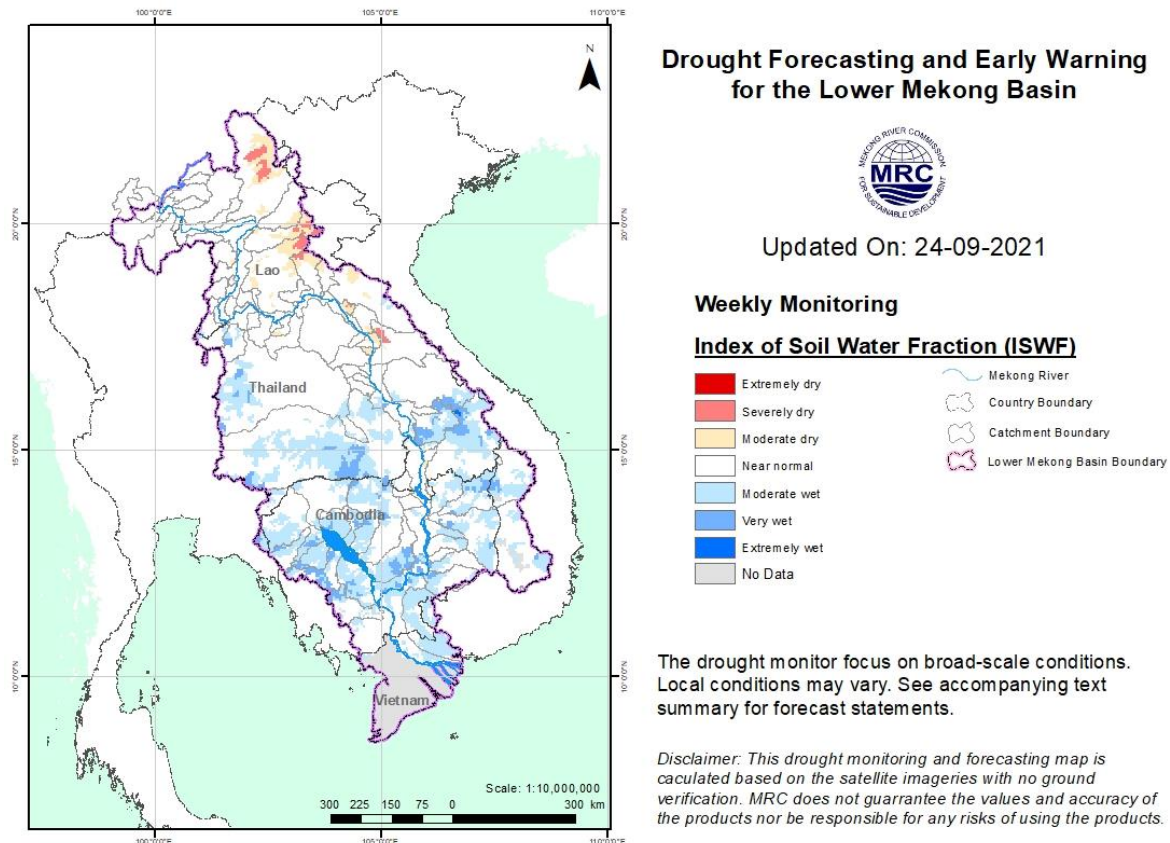 100°0'0"E
105°0'0"E
110°0'0"E
N
20°0'0"N
20°0'0"N
15°0'0"N
15°0'0"N
10°0'0"N
10°0'0"N
Lao
Thailand
Cambodia
Vietnam
Scale: 1:10,000,000
300 225 150 75 0 300 km
100°0'0"E
105°0'0"E
110°0'0"E
Drought Forecasting and Early Warning
for the Lower Mekong Basin
MEKONG RIVER COMMISSION
MRC
FOR SUSTAINABLE DEVELOPMENT
Updated On: 24-09-2021
Weekly Monitoring
Index of Soil Water Fraction (ISWF)
Extremely dry
Severely dry
Moderate dry
Near normal
Moderate wet
Very wet
Extremely wet
No Data
Mekong River
Country Boundary
Catchment Boundary
Lower Mekong Basin Boundary
The drought monitor focus on broad-scale conditions.
Local conditions may vary. See accompanying text
summary for forecast statements.
Disclaimer: This drought monitoring and forecasting map is
caculated based on the satellite imageries with no ground
verification. MRC does not guarrantee the values and accuracy of
the products nor be responsible for any risks of using the products.